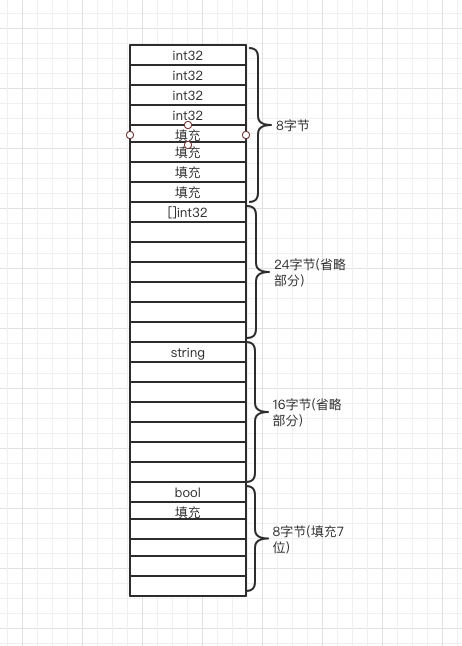 int32
int32
int32
int32
填充
填充
填充
填充
8字节
[]int32
24字节(省略
部分)
string
16字节(省略
部分)
bool
填充
8字节(填充7
位)